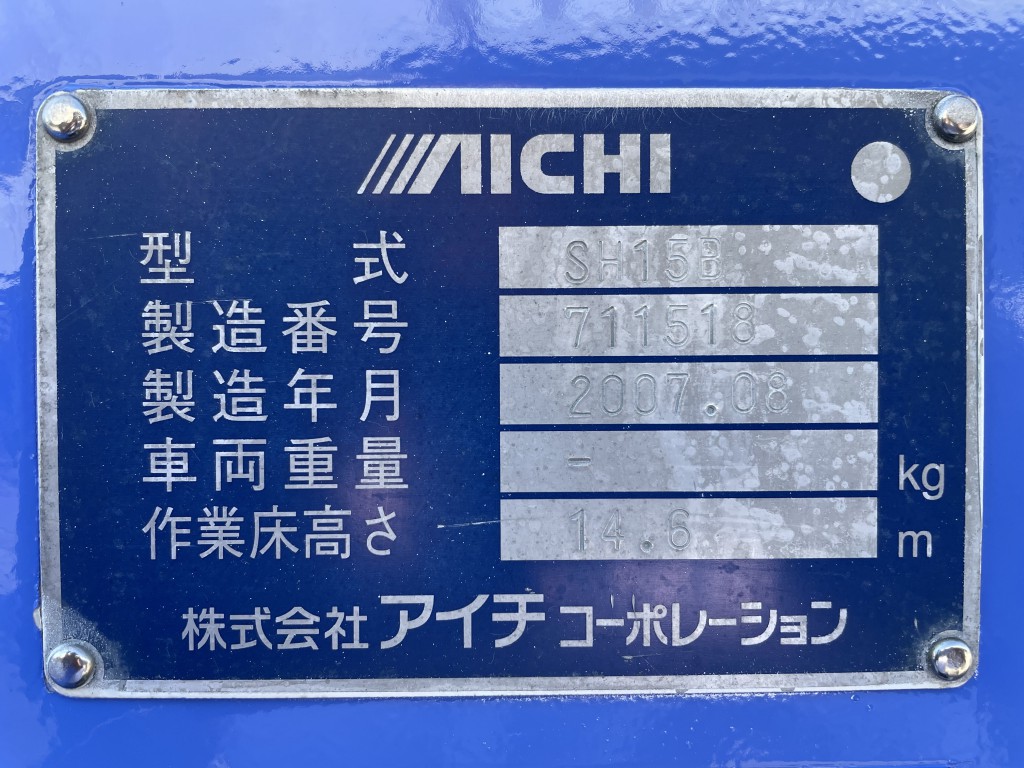 AICHI
型式 SH15B
製造番号 711518
製造年月 2007.08
車両重量 - kg
作業床高さ 14.6 m
株式会社アイチコーポレーション